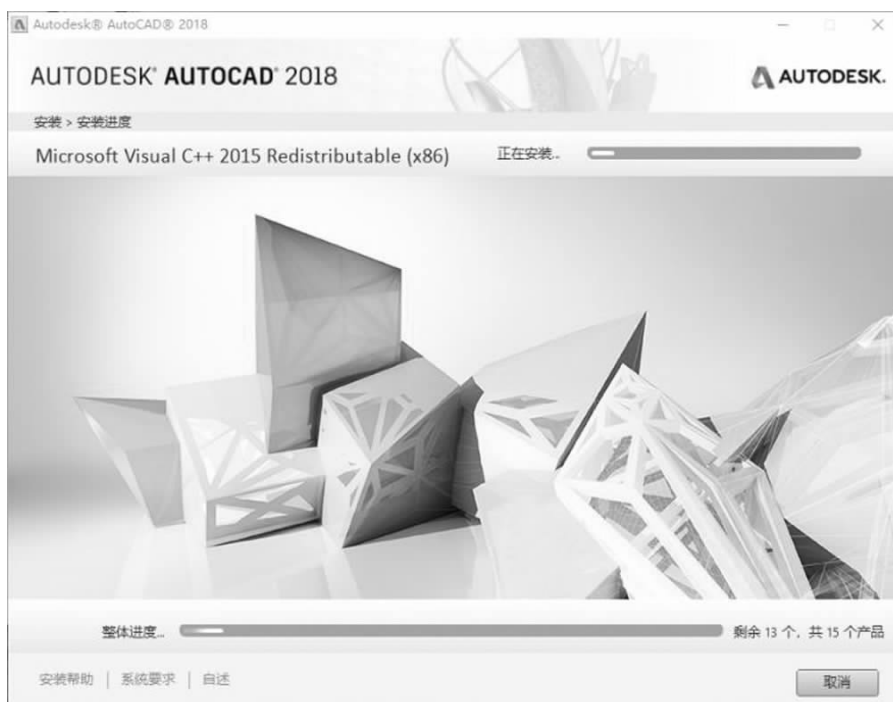 Autodesk® AutoCAD® 2018
AUTODESK® AUTOCAD® 2018
AUTODESK.
安装 > 安装进度
Microsoft Visual C++ 2015 Redistributable (x86) 正在安装..
整体进度... 剩余 13 个，共 15 个产品
安装帮助 | 系统要求 | 自述
取消